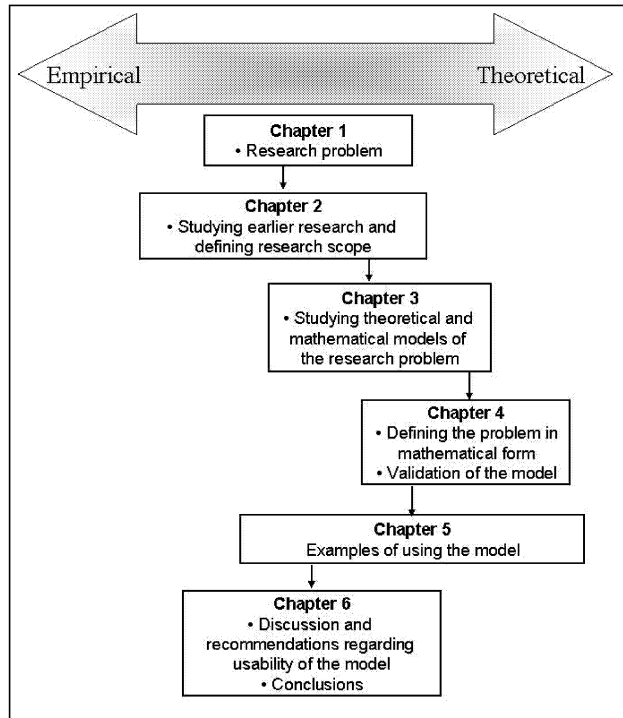 Empirical
Theoretical
Chapter 1
• Research problem
Chapter 2
• Studying earlier research and
defining research scope
Chapter 3
• Studying theoretical and
mathematical models of
the research problem
Chapter 4
• Defining the problem in
mathematical form
• Validation of the model
Chapter 5
Examples of using the model
Chapter 6
• Discussion and
recommendations regarding
usability of the model
• Conclusions